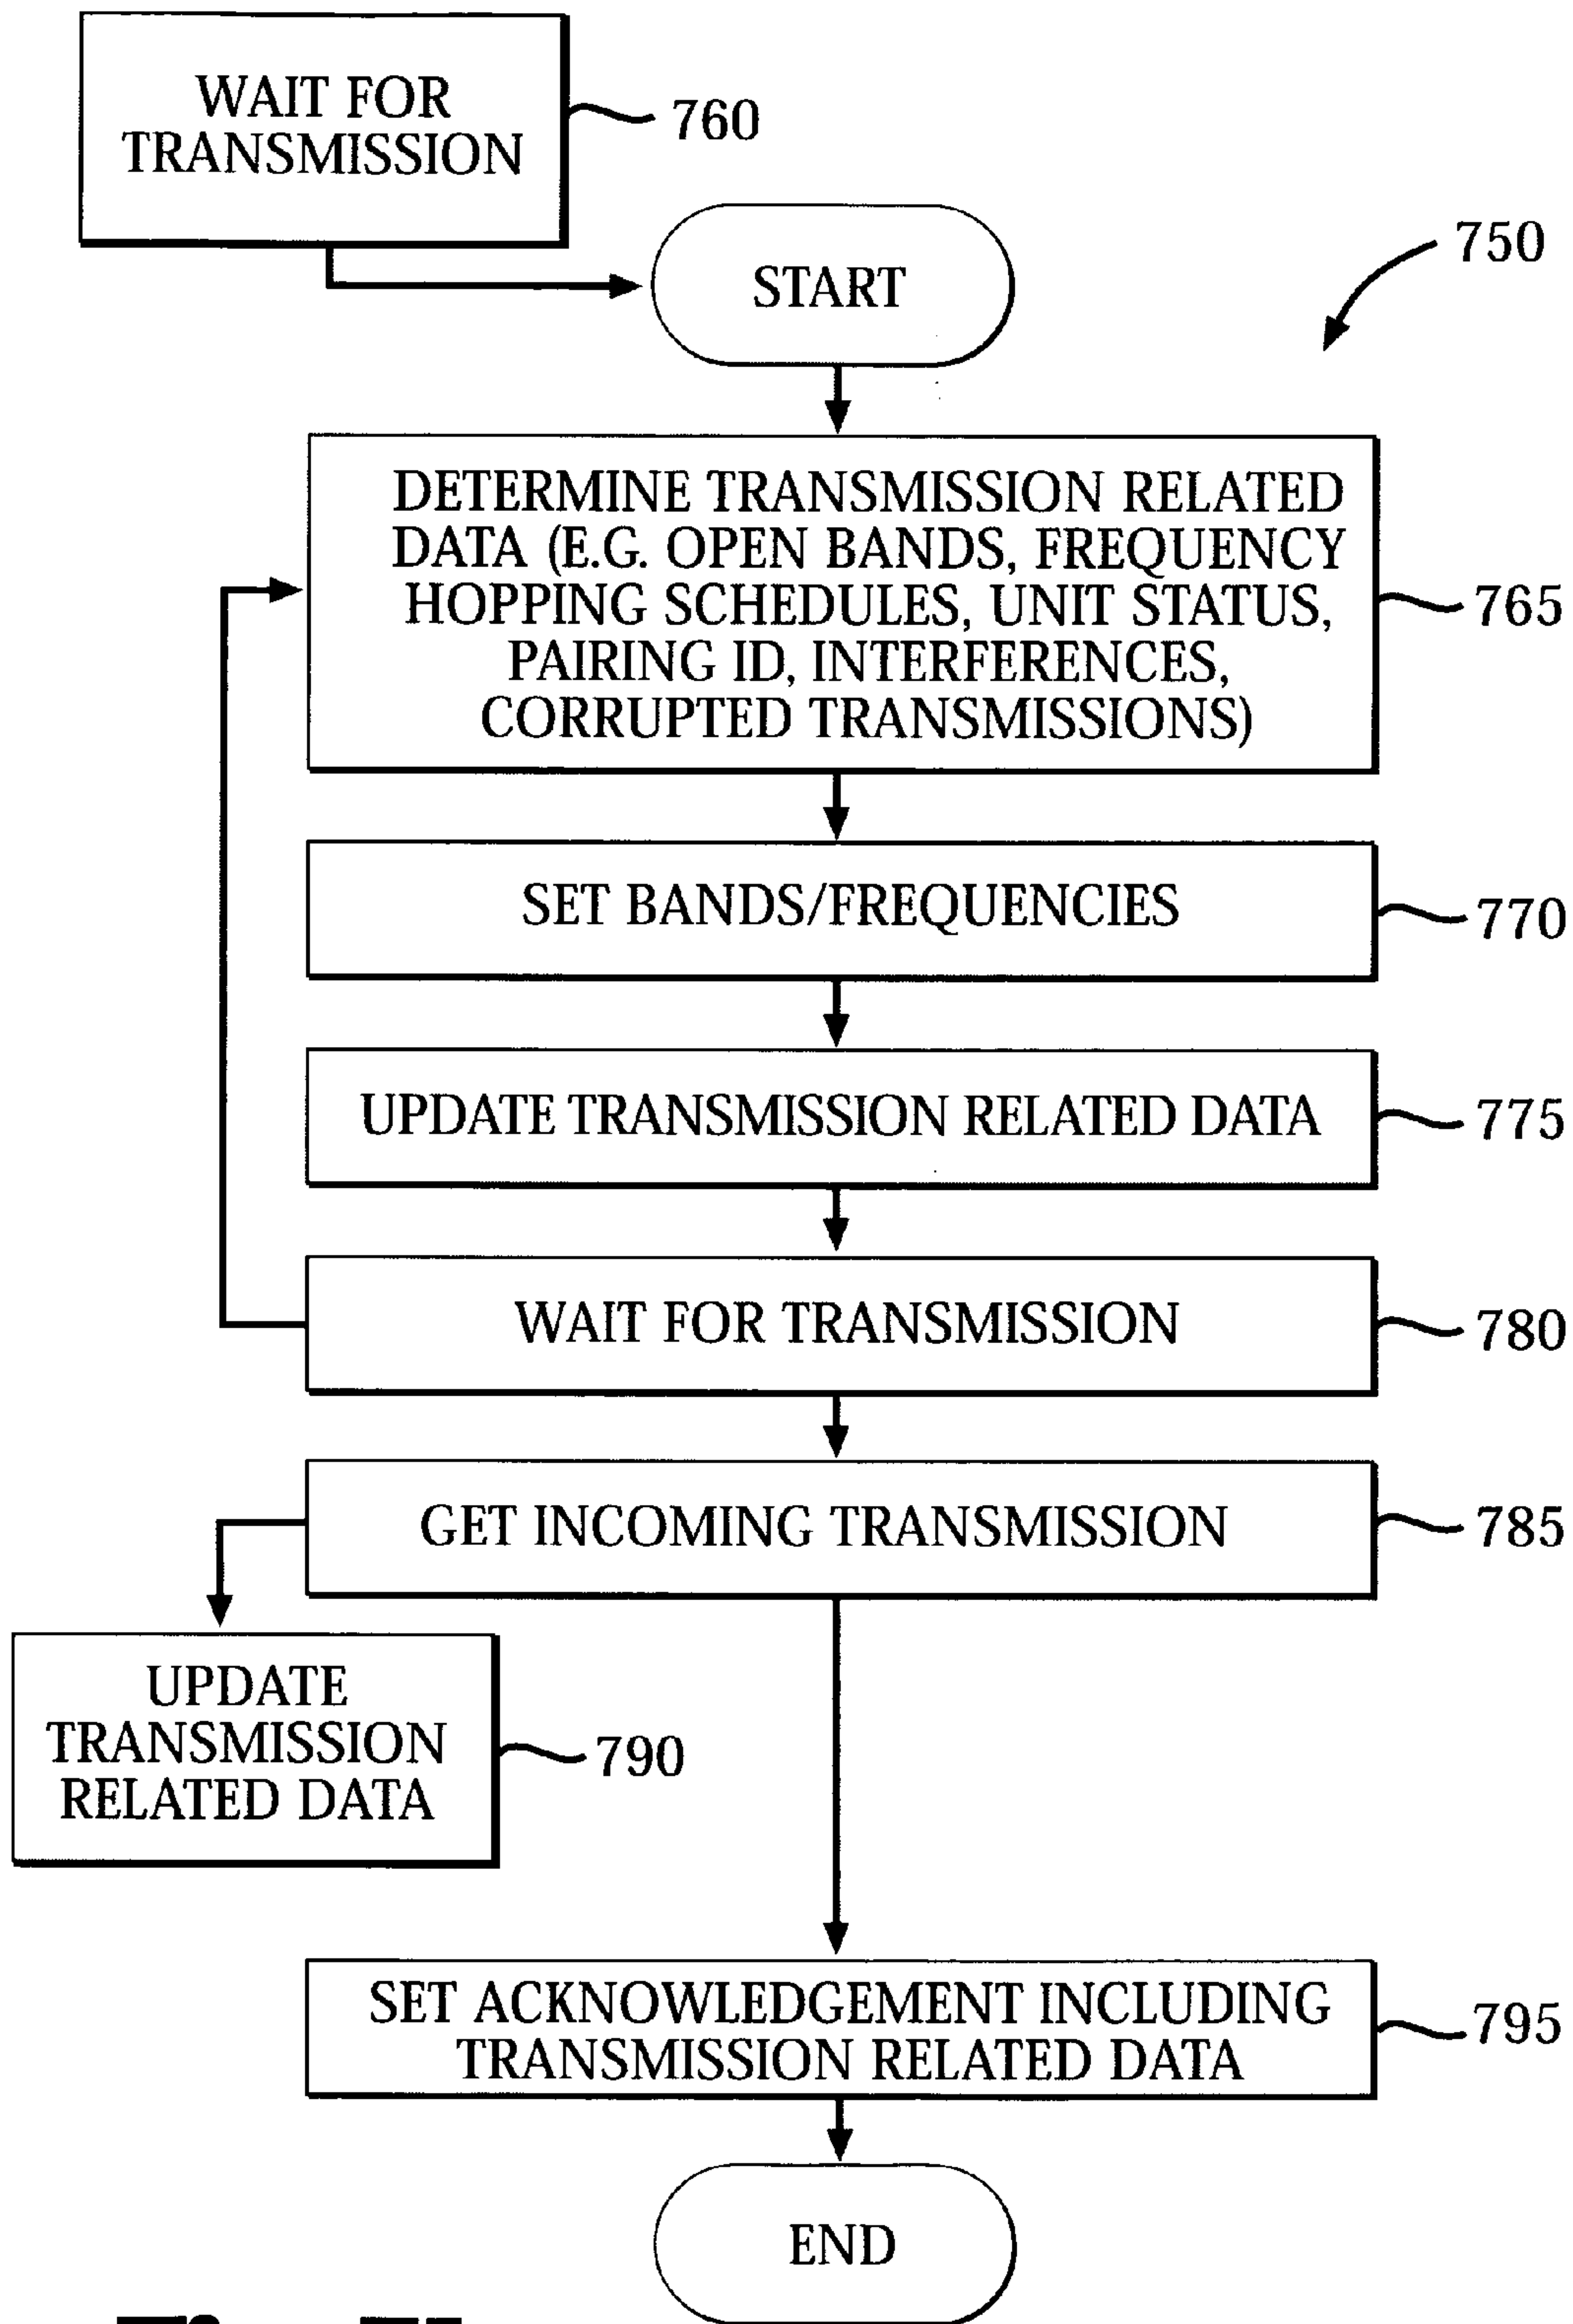 WAIT FOR
TRANSMISSION
760
START
750
DETERMINE TRANSMISSION RELATED
DATA (E.G. OPEN BANDS, FREQUENCY
HOPPING SCHEDULES, UNIT STATUS,
PAIRING ID, INTERFERENCES,
CORRUPTED TRANSMISSIONS)
765
SET BANDS/FREQUENCIES
770
UPDATE TRANSMISSION RELATED DATA
775
WAIT FOR TRANSMISSION
780
GET INCOMING TRANSMISSION
785
UPDATE
TRANSMISSION
RELATED DATA
790
SET ACKNOWLEDGEMENT INCLUDING
TRANSMISSION RELATED DATA
795
END